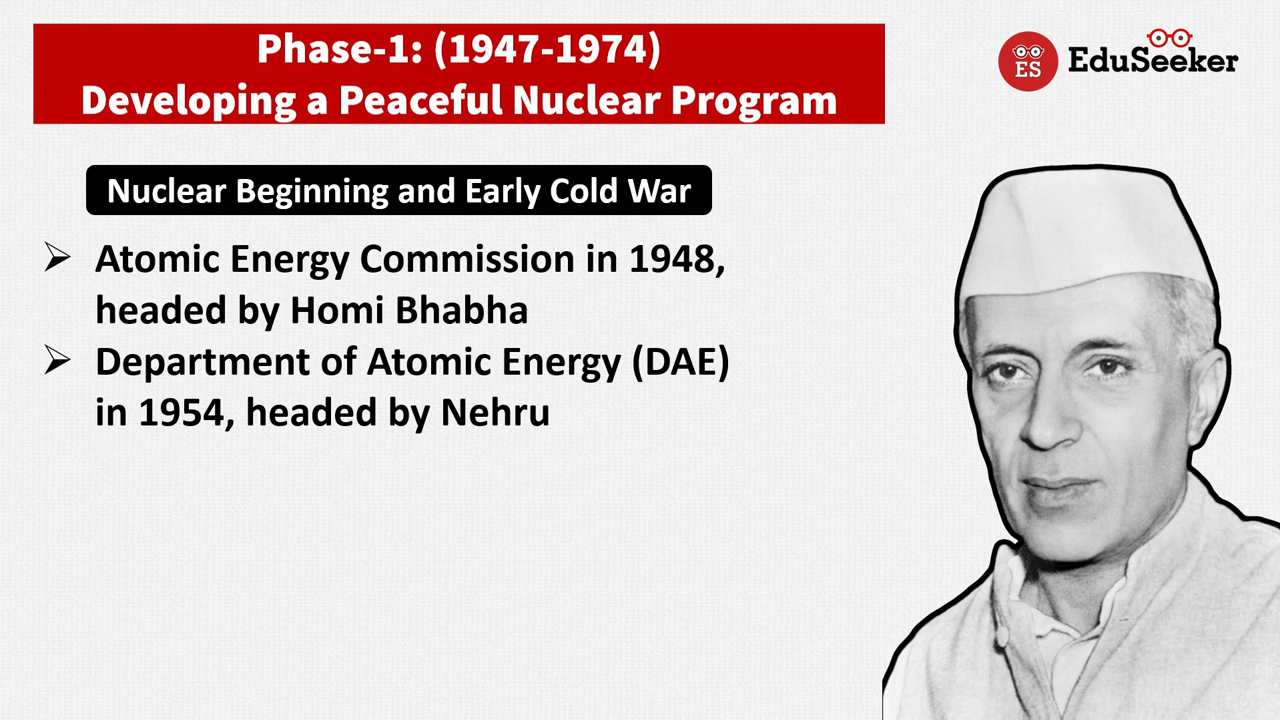 Phase-1: (1947-1974)
Developing a Peaceful Nuclear Program
ES
EduSeeker
Nuclear Beginning and Early Cold War
➢ Atomic Energy Commission in 1948,
headed by Homi Bhabha
➢ Department of Atomic Energy (DAE)
in 1954, headed by Nehru